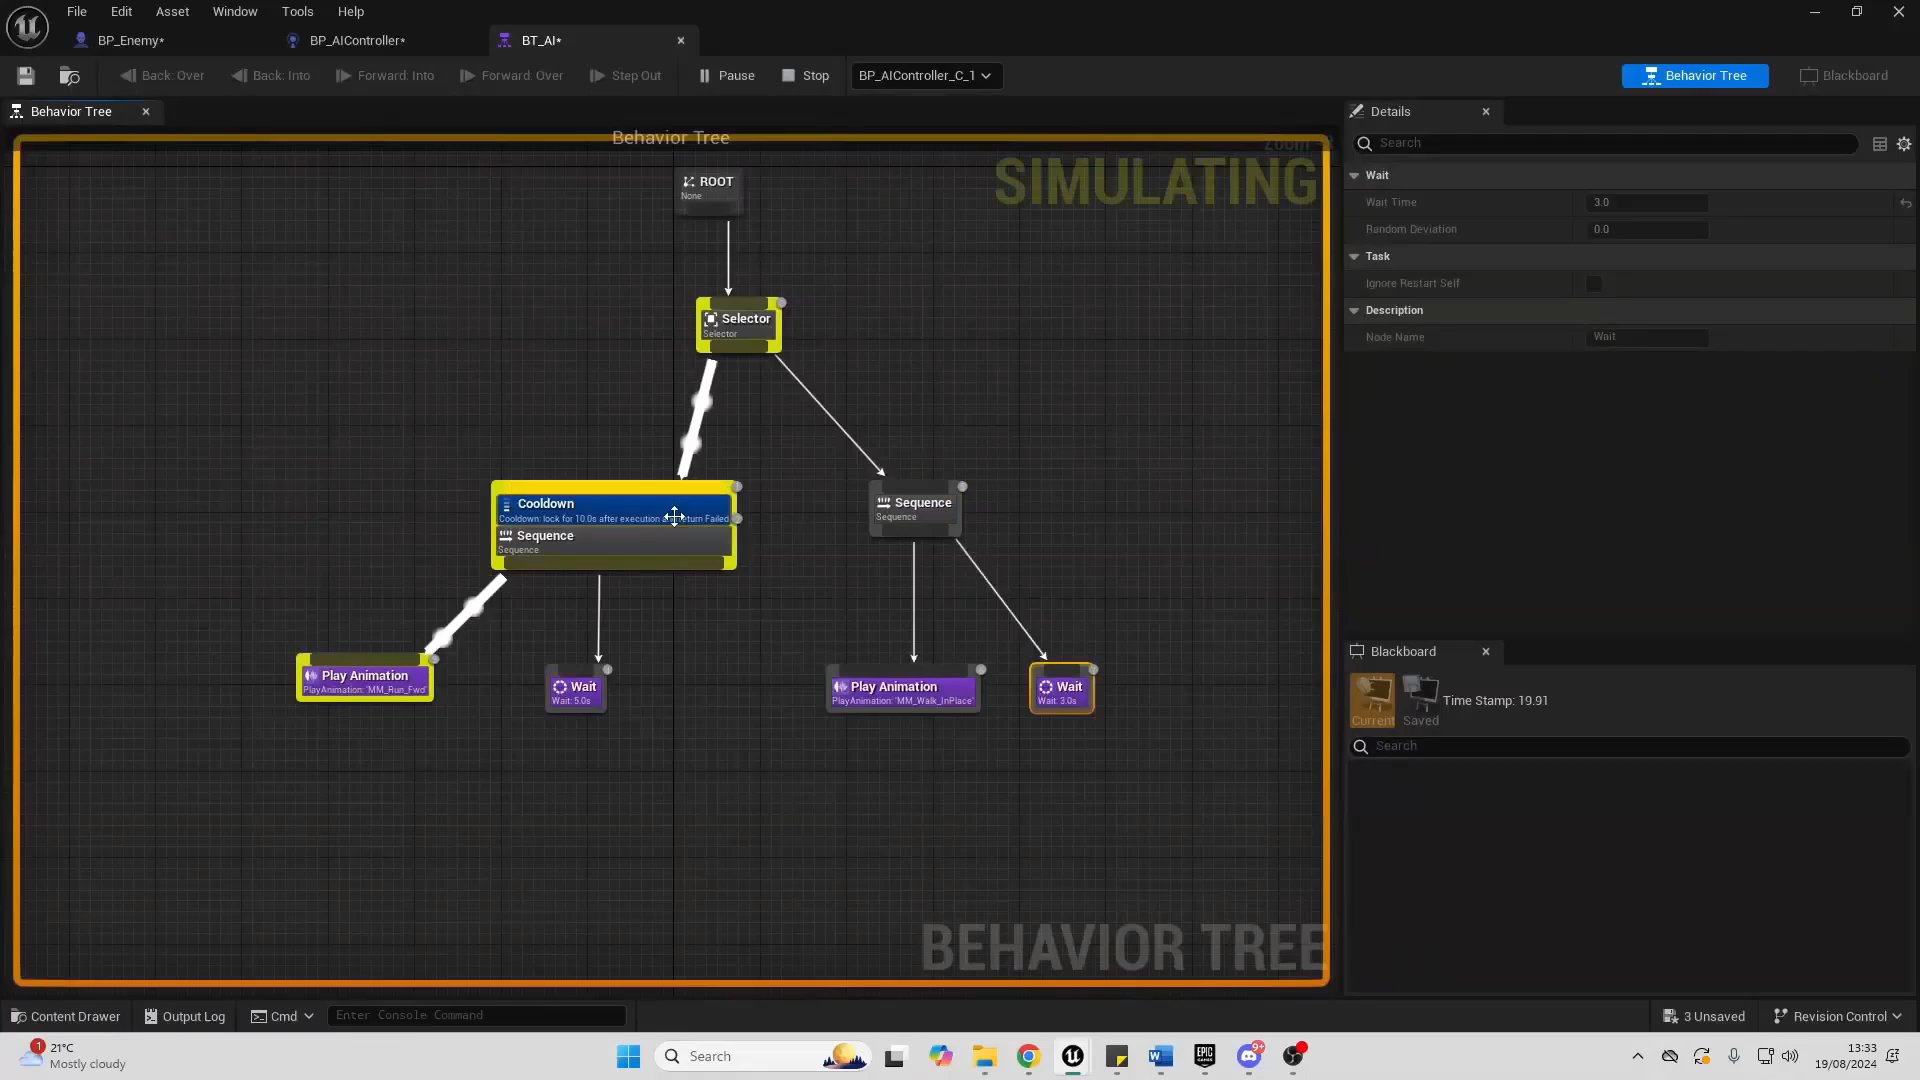 File Edit Asset Window Tools Help
BP_Enemy* BP_AIController* BT_AI*
Back: Over Back: Into Forward: Into Forward: Over Step Out Pause Stop BP_AIController_C_1 Behavior Tree Blackboard
Behavior Tree
Behavior Tree
SIMULATING
ROOT
None
Selector
Selector
Cooldown
Cooldown: lock for 10.0s after execution return Failed
Sequence
Sequence
Sequence
Sequence
Play Animation
PlayAnimation: 'MM_Run_Fwd'
Wait
Wait: 5.0s
Play Animation
PlayAnimation: 'MM_Walk_InPlace'
Wait
Wait: 3.0s
BEHAVIOR TREE
Details
Search
Wait
Wait Time 3.0
Random Deviation 0.0
Task
Ignore Restart Self
Description
Node Name Wait
Blackboard
Current Saved Time Stamp: 19.91
Search
Content Drawer Output Log Cmd Enter Console Command 3 Unsaved Revision Control
1 21°C
Mostly cloudy
Search
EPIC GAMES
9+
13:33
19/08/2024